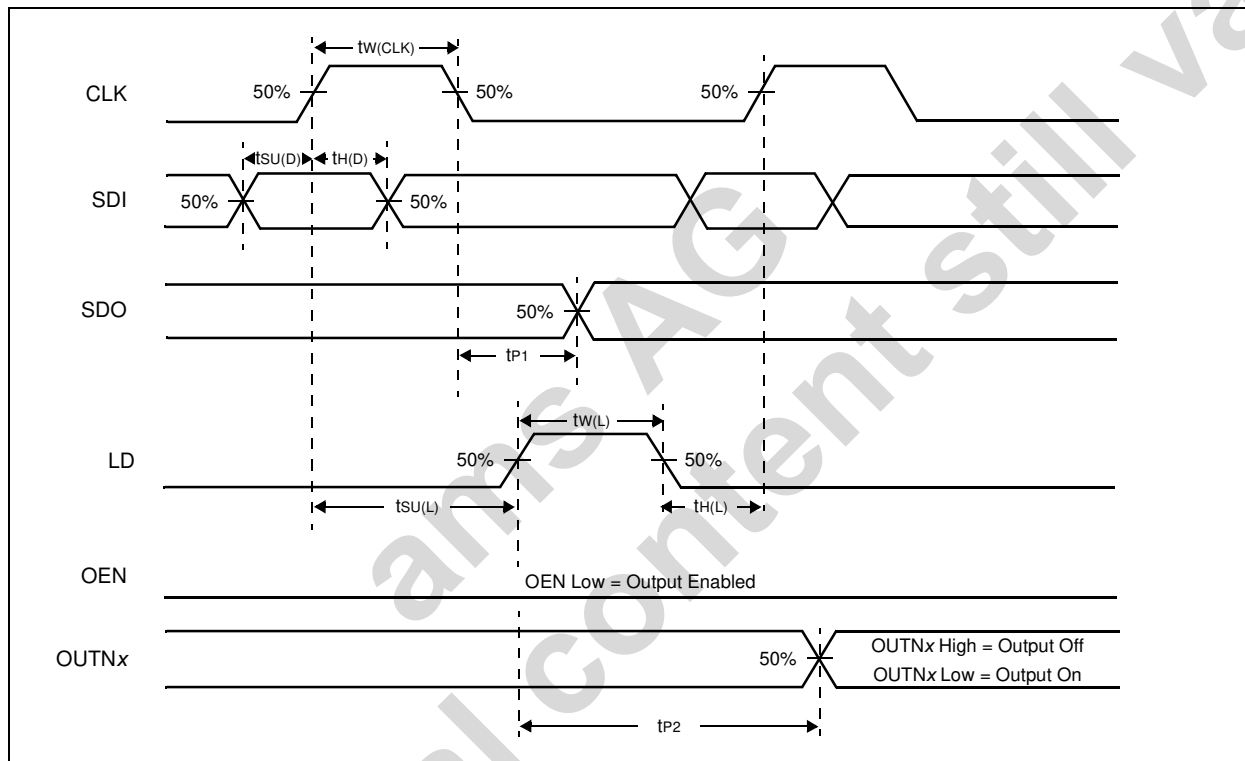 tW(CLK)
CLK
50%
50%
50%
tSU(D)
tH(D)
SDI
50%
50%
SDO
50%
tP1
tW(L)
LD
50%
50%
tSU(L)
tH(L)
OEN
OEN Low = Output Enabled
OUTNx
50%
OUTNx High = Output Off
OUTNx Low = Output On
tP2
ams AG
content still va